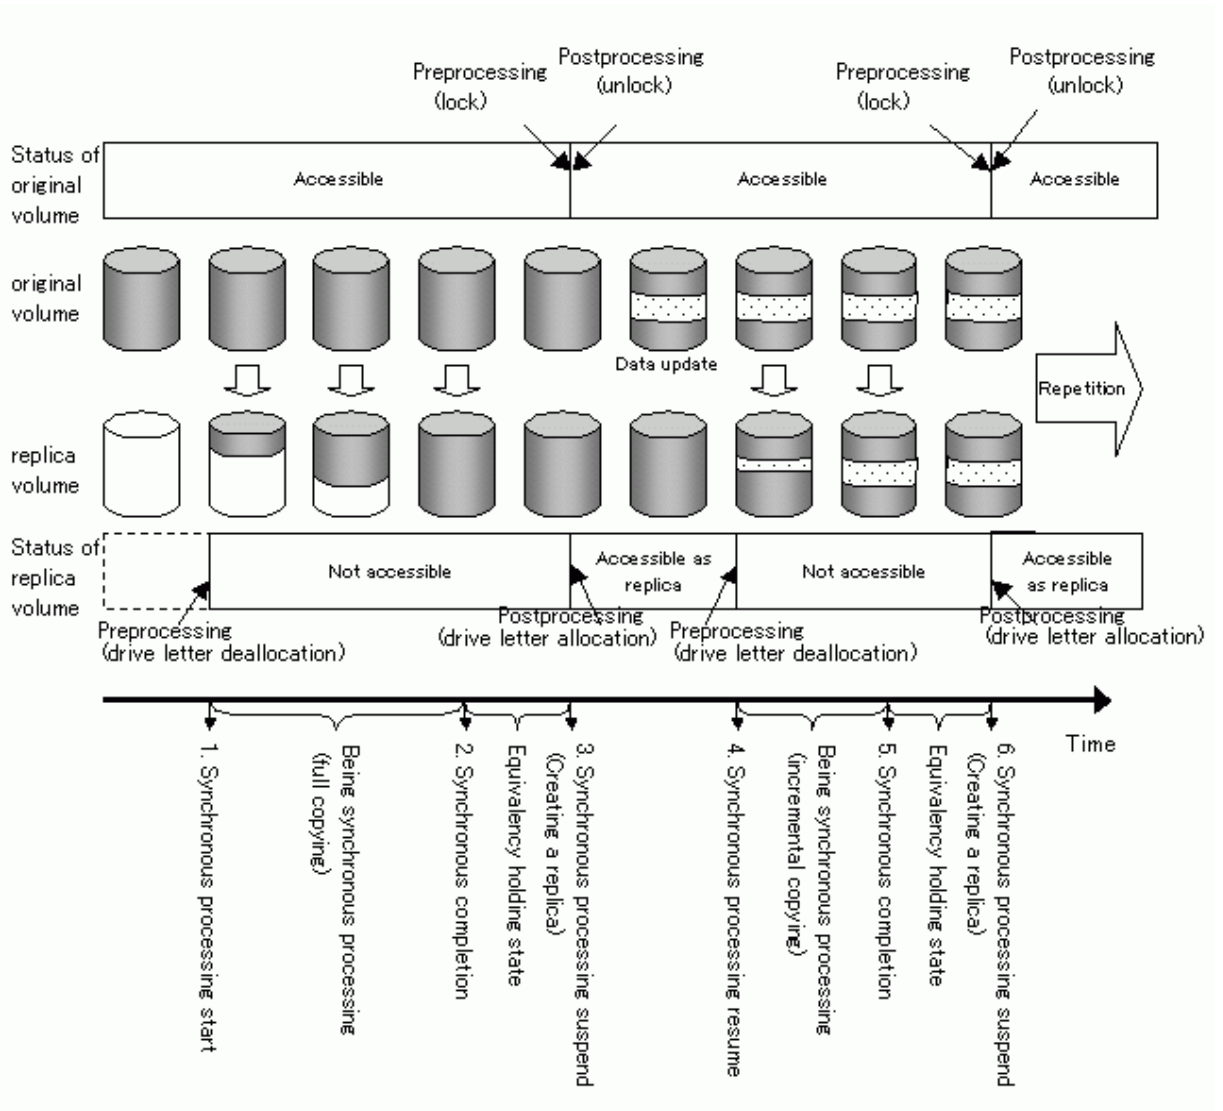 Preprocessing
(lock)
Postprocessing
(unlock)
Preprocessing
(lock)
Postprocessing
(unlock)
Status of
original
volume
Accessible
Accessible
Accessible
original
volume
Data update
Repetition
replica
volume
Status of
replica
volume
Not accessible
Accessible as
replica
Not accessible
Accessible
as replica
Preprocessing
(drive letter deallocation)
Postprocessing
(drive letter allocation)
Preprocessing
(drive letter deallocation)
Postprocessing
(drive letter allocation)
Time
1. Synchronous processing start
Being synchronous processing
(full copying)
2. Synchronous completion
Equivalency holding state
3. Synchronous processing suspend
(Creating a replica)
4. Synchronous processing resume
Being synchronous processing
(incremental copying)
5. Synchronous completion
Equivalency holding state
6. Synchronous processing suspend
(Creating a replica)